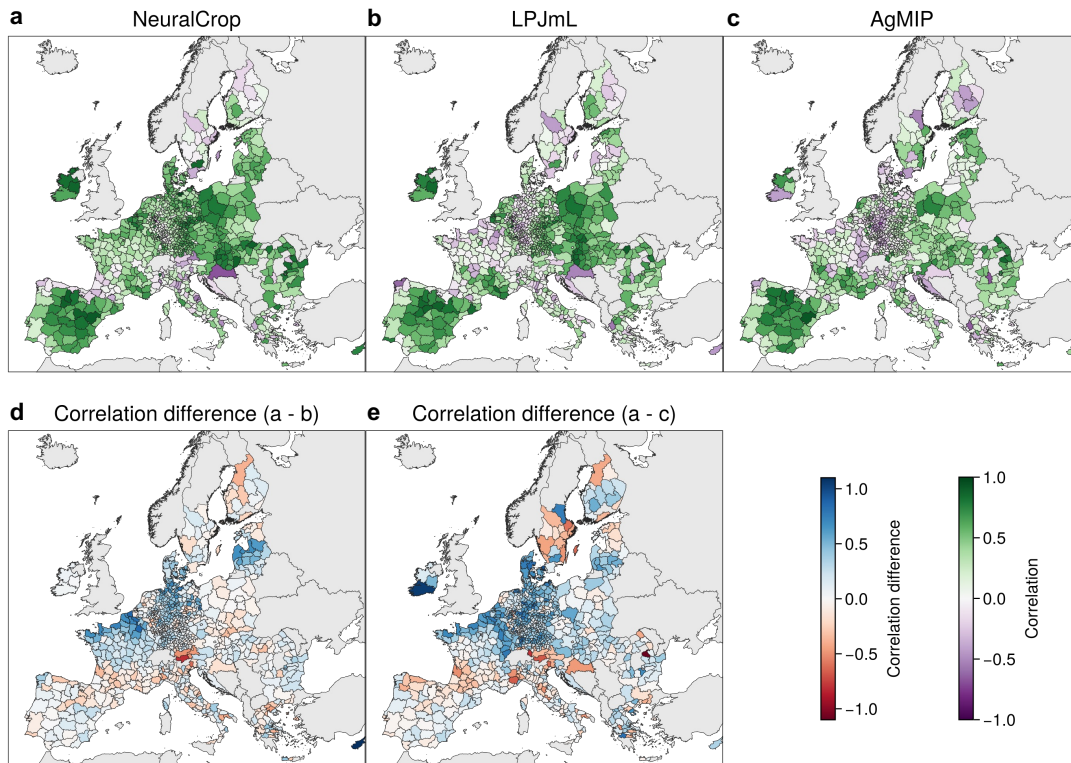 a NeuralCrop
b LPJmL
c AgMIP
d Correlation difference (a - b)
e Correlation difference (a - c)
1.0
0.5
0.0
−0.5
−1.0
Correlation difference
1.0
0.5
0.0
−0.5
−1.0
Correlation